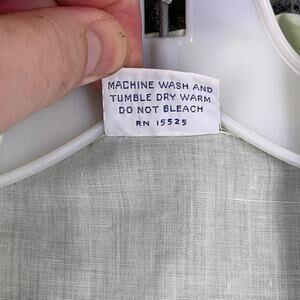 MACHINE WASH AND
TUMBLE DRY WARM
DO NOT BLEACH
RN 15525